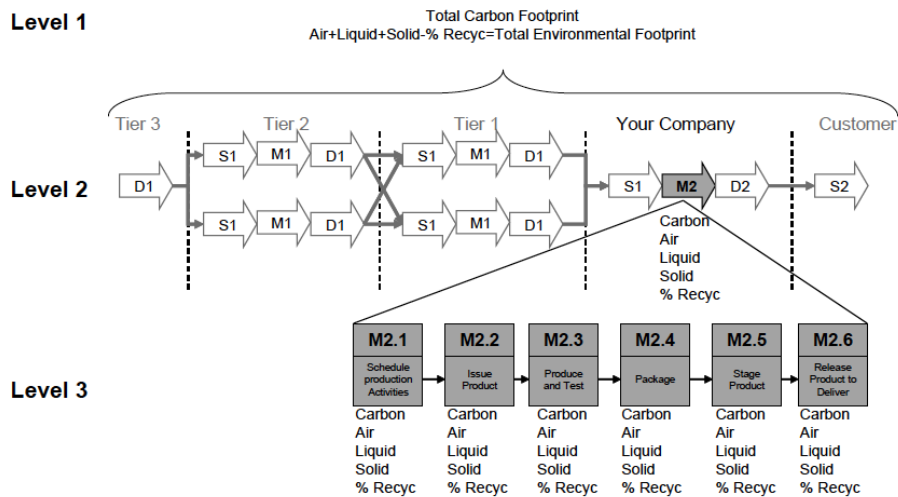 Level 1
Total Carbon Footprint
Air+Liquid+Solid-% Recyc=Total Environmental Footprint
Tier 3
Tier 2
Tier 1
Your Company
Customer
Level 2
D1
S1
M1
D1
S1
M1
D1
S1
M1
D1
S1
M1
D1
S1
M2
D2
S2
Carbon
Air
Liquid
Solid
% Recyc
Level 3
M2.1
Schedule
production
Activities
Carbon
Air
Liquid
Solid
% Recyc
M2.2
Issue
Product
Carbon
Air
Liquid
Solid
% Recyc
M2.3
Produce
and Test
Carbon
Air
Liquid
Solid
% Recyc
M2.4
Package
Carbon
Air
Liquid
Solid
% Recyc
M2.5
Stage
Product
Carbon
Air
Liquid
Solid
% Recyc
M2.6
Release
Product to
Deliver
Carbon
Air
Liquid
Solid
% Recyc